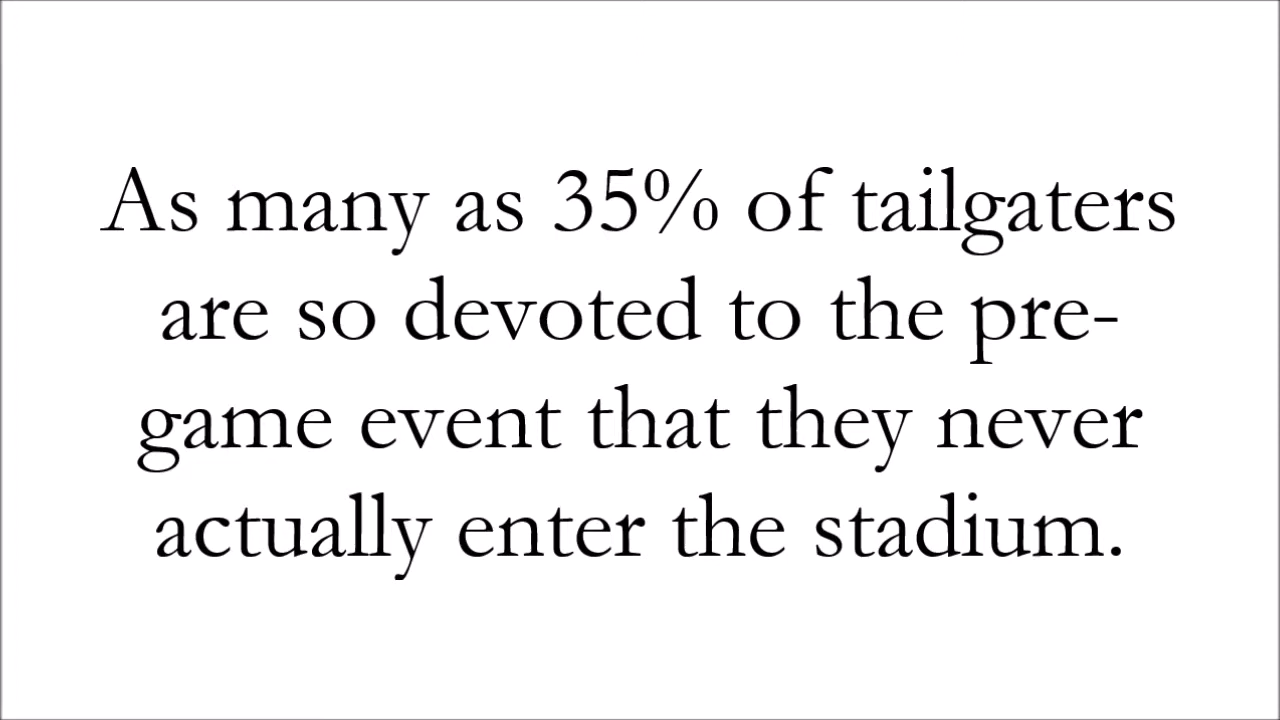 As many as 35% of tailgaters
are so devoted to the pre-
game event that they never
actually enter the stadium.